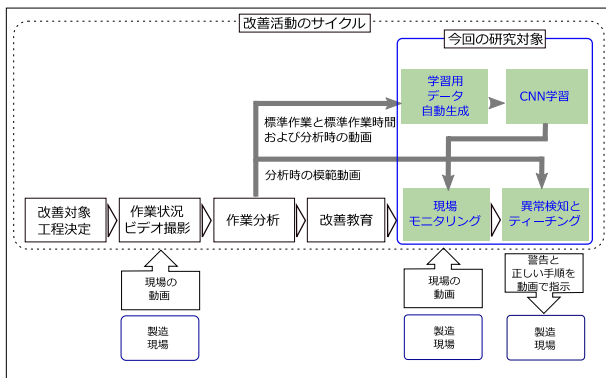 改善活動のサイクル
今回の研究対象
学習用
データ
自動生成
CNN学習
標準作業と標準作業時間
および分析時の動画
分析時の模範動画
改善対象
工程決定
作業状況
ビデオ撮影
作業分析
改善教育
現場
モニタリング
異常検知と
ティーチング
現場の
動画
現場の
動画
警告と
正しい手順を
動画で指示
製造
現場
製造
現場
製造
現場